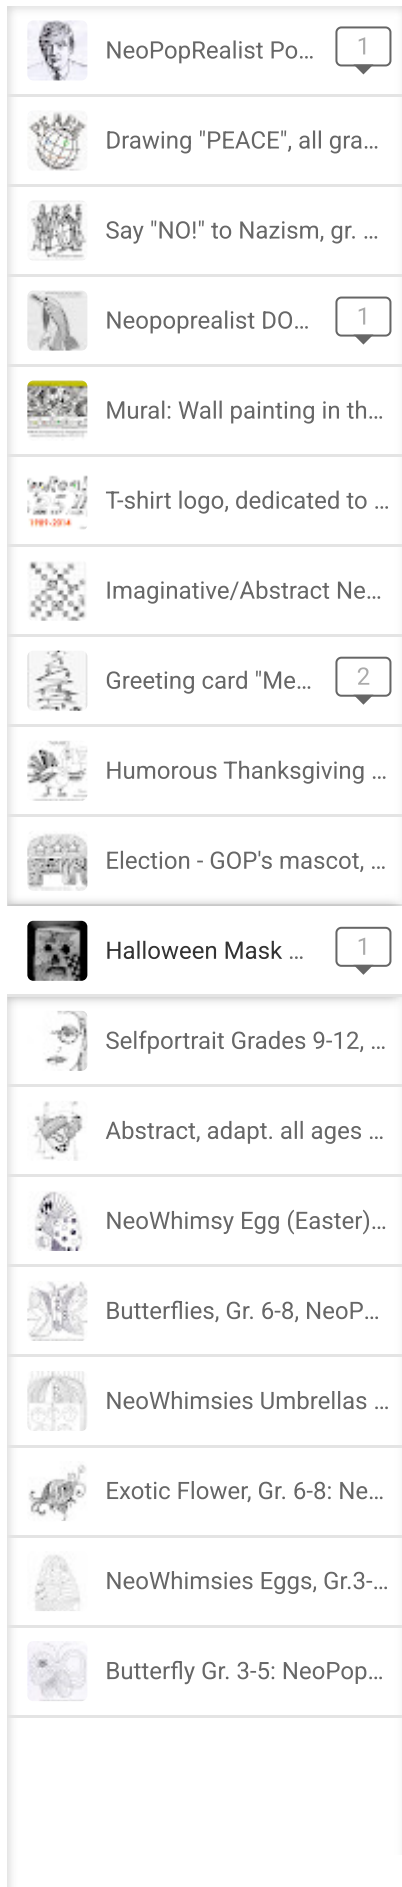 NeoPopRealist Po...
1
Drawing "PEACE", all gra...
Say "NO!" to Nazism, gr. ...
Neopoprealist DO...
1
Mural: Wall painting in th...
T-shirt logo, dedicated to ...
1989-2014
Imaginative/Abstract Ne...
Greeting card "Me...
2
Humorous Thanksgiving ...
Election - GOP's mascot, ...
Halloween Mask ...
1
Selfportrait Grades 9-12, ...
Abstract, adapt. all ages ...
NeoWhimsy Egg (Easter)...
Butterflies, Gr. 6-8, NeoP...
NeoWhimsies Umbrellas ...
Exotic Flower, Gr. 6-8: Ne...
NeoWhimsies Eggs, Gr.3-...
Butterfly Gr. 3-5: NeoPop...